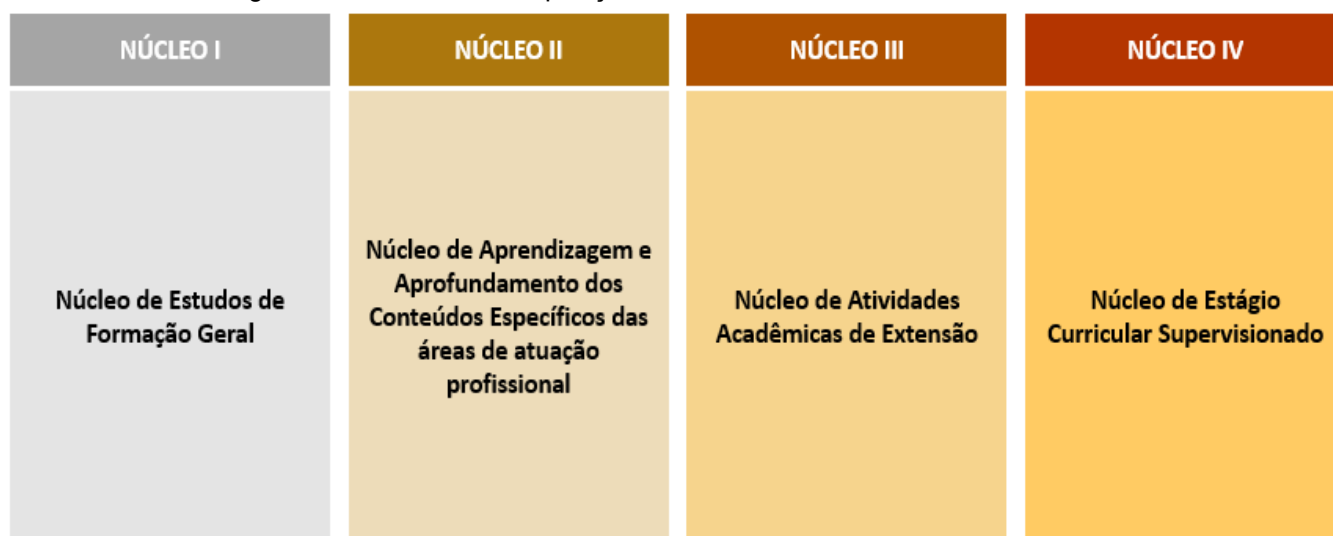 NÚCLEO I
NÚCLEO II
NÚCLEO III
NÚCLEO IV
Núcleo de Estudos de
Formação Geral
Núcleo de Aprendizagem e
Aprofundamento dos
Conteúdos Específicos das
áreas de atuação
profissional
Núcleo de Atividades
Acadêmicas de Extensão
Núcleo de Estágio
Curricular Supervisionado